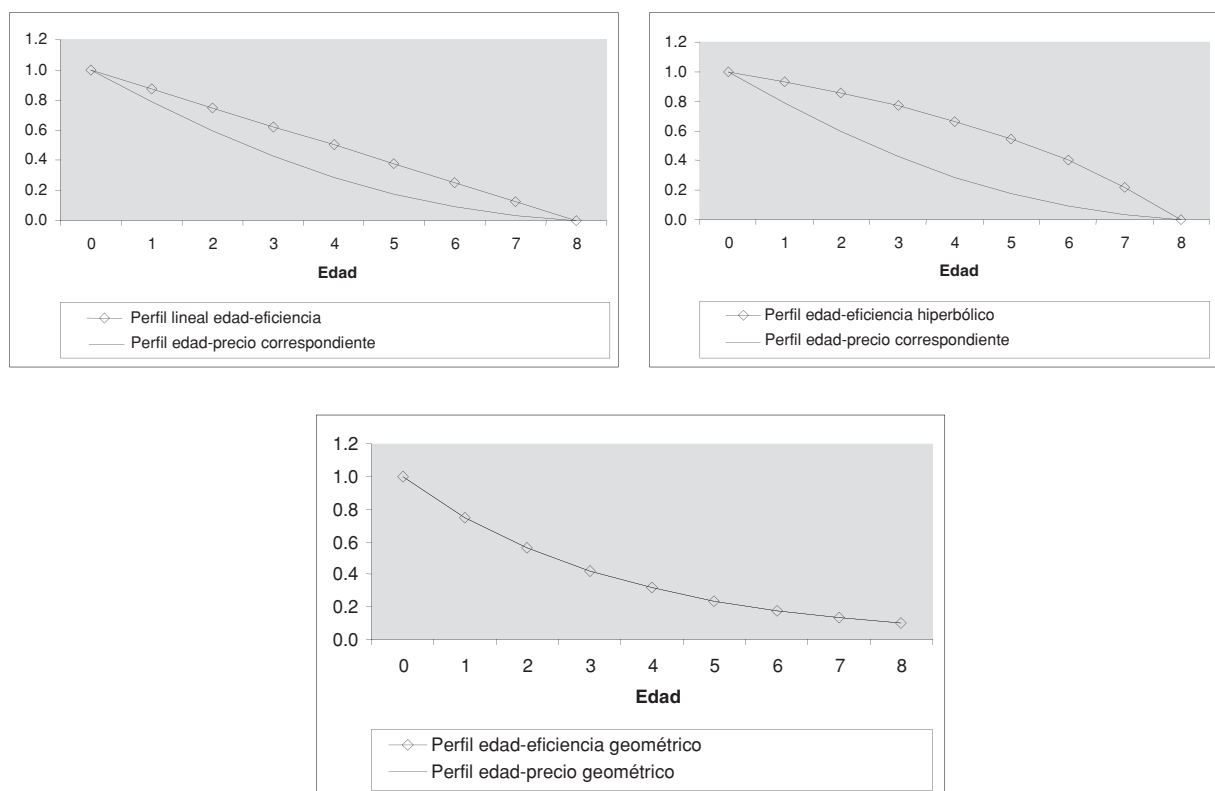 1.2
1.0
0.8
0.6
0.4
0.2
0.0
0 1 2 3 4 5 6 7 8
Edad
Perfil lineal edad-eficiencia
Perfil edad-precio correspondiente
1.2
1.0
0.8
0.6
0.4
0.2
0.0
0 1 2 3 4 5 6 7 8
Edad
Perfil edad-eficiencia hiperbólico
Perfil edad-precio correspondiente
1.2
1.0
0.8
0.6
0.4
0.2
0.0
0 1 2 3 4 5 6 7 8
Edad
Perfil edad-eficiencia geométrico
Perfil edad-precio geométrico